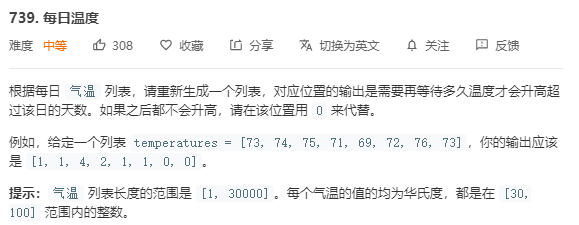 739. 每日温度
难度 中等 308 收藏 分享 切换为英文 关注 反馈
根据每日 气温 列表，请重新生成一个列表，对应位置的输出是需要再等待多久温度才会升高超
过该日的天数。如果之后都不会升高，请在该位置用 0 来代替。
例如，给定一个列表 temperatures = [73, 74, 75, 71, 69, 72, 76, 73]，你的输出应该
是 [1, 1, 4, 2, 1, 1, 0, 0]。
提示：气温 列表长度的范围是 [1, 30000]。每个气温的值的均为华氏度，都是在 [30,
100] 范围内的整数。